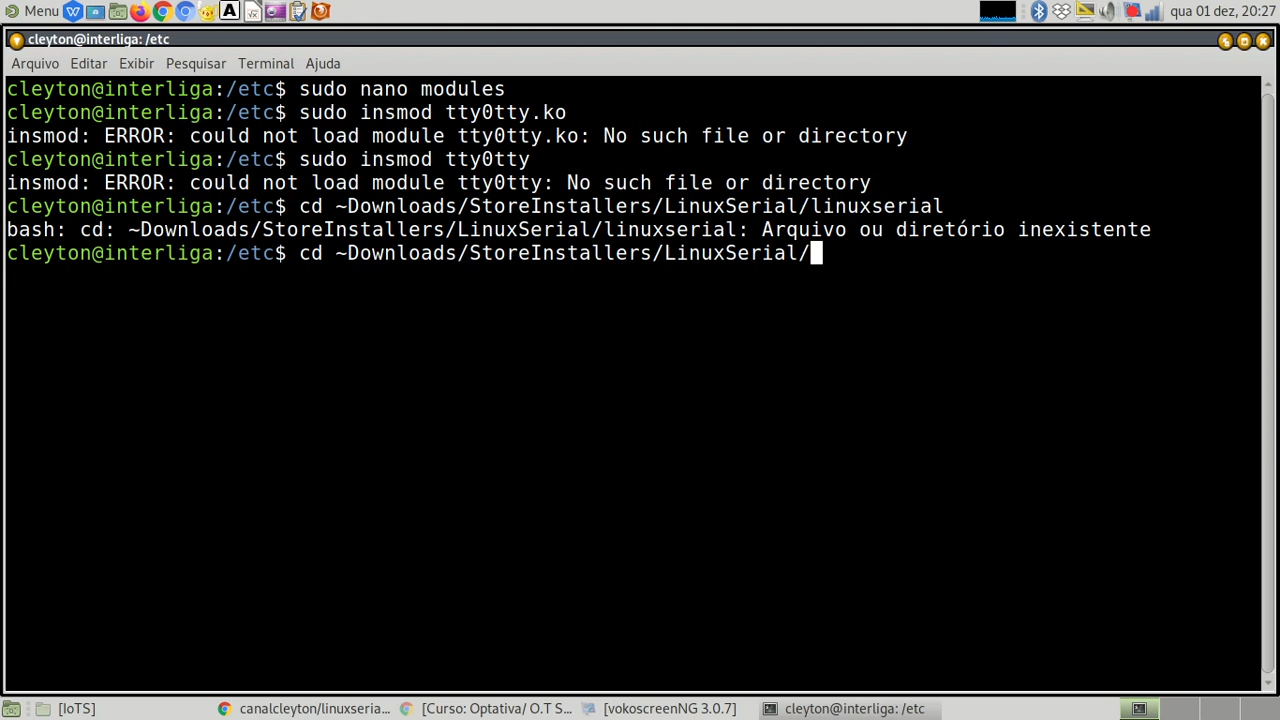 Menu
A
qua 01 dez, 20:27
cleyton@interliga: /etc
Arquivo Editar Exibir Pesquisar Terminal Ajuda
cleyton@interliga:/etc$ sudo nano modules
cleyton@interliga:/etc$ sudo insmod tty0tty.ko
insmod: ERROR: could not load module tty0tty.ko: No such file or directory
cleyton@interliga:/etc$ sudo insmod tty0tty
insmod: ERROR: could not load module tty0tty: No such file or directory
cleyton@interliga:/etc$ cd ~Downloads/StoreInstallers/LinuxSerial/linuxserial
bash: cd: ~Downloads/StoreInstallers/LinuxSerial/linuxserial: Arquivo ou diretório inexistente
cleyton@interliga:/etc$ cd ~Downloads/StoreInstallers/LinuxSerial/
[IoTS] canalcleyton/linuxseria... [Curso: Optativa/ O.T S... [vokoscreenNG 3.0.7] cleyton@interliga: /etc